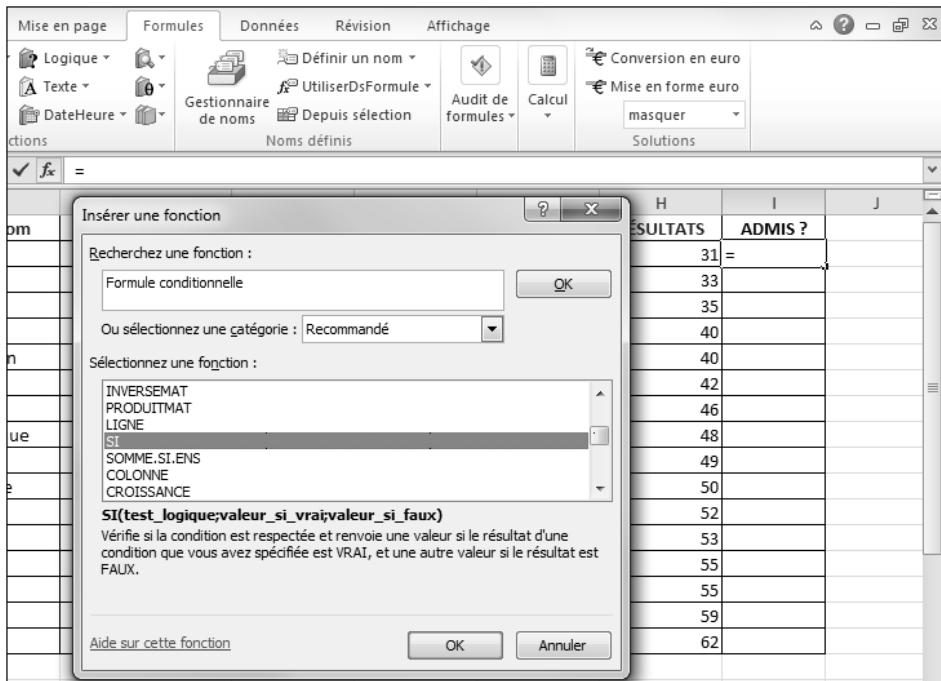 Mise en page Formules Données Révision Affichage
Logique Définir un nom Conversion en euro
Texte UtiliserDsFormule Mise en forme euro
DateHeure Gestionnaire de noms Depuis sélection Audit de formules Calcul masquer
ctions Noms définis Solutions
fx =
H I J
om ÉSULTATS ADMIS ?
Insérer une fonction
Recherchez une fonction :
Formule conditionnelle
OK
Ou sélectionnez une catégorie : Recommandé
Sélectionnez une fonction :
INVERSEMAT
PRODUITMAT
LIGNE
SI
SOMME.SI.ENS
COLONNE
CROISSANCE
SI(test_logique;valeur_si_vrai;valeur_si_faux)
Vérifie si la condition est respectée et renvoie une valeur si le résultat d'une
condition que vous avez spécifiée est VRAI, et une autre valeur si le résultat est
FAUX.
Aide sur cette fonction OK Annuler
31 =
33
35
40
n 40
42
46
ue 48
49
50
52
53
55
55
59
62